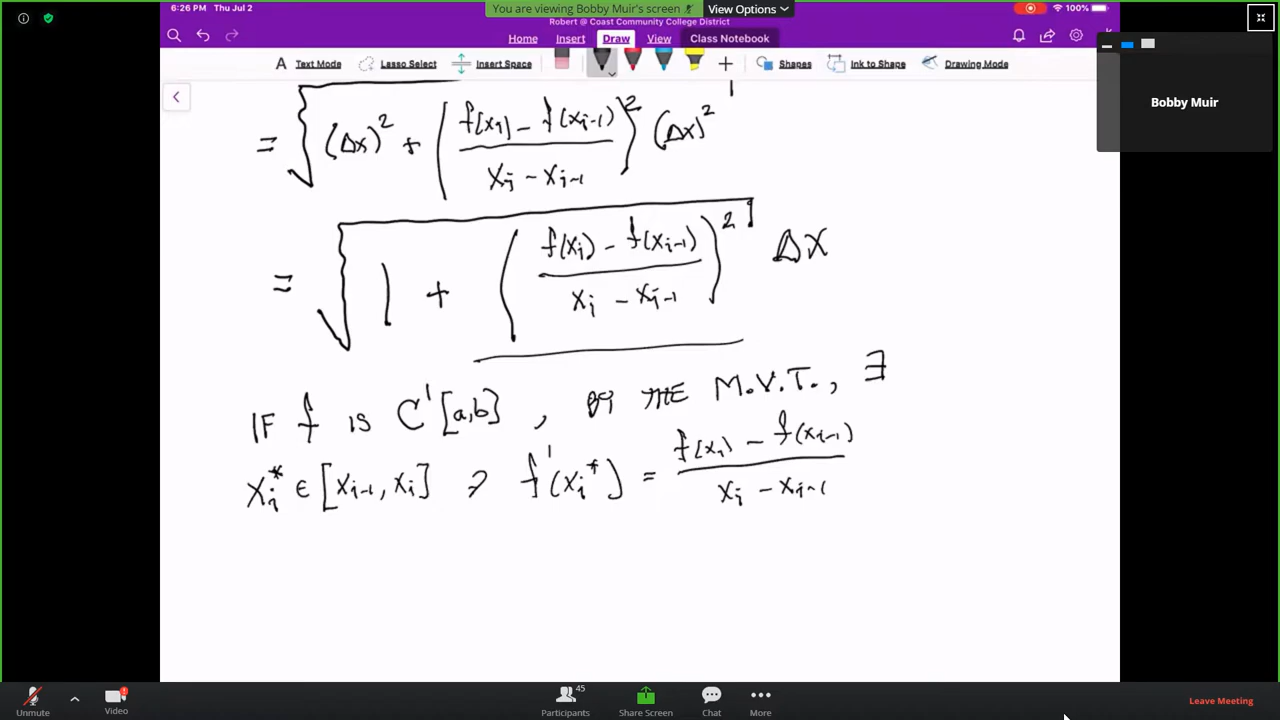 6:26 PM Thu Jul 2
You are viewing Bobby Muir's screen
View Options
100%
Robert @ Coast Community College District
Home Insert Draw View Class Notebook
Text Mode Lasso Select Insert Space Shapes Ink to Shape Drawing Mode
Bobby Muir
= √((Δx)² + ((f(xᵢ) − f(xᵢ₋₁))/(xᵢ − xᵢ₋₁))² (Δx)²)
= √(1 + ((f(xᵢ) − f(xᵢ₋₁))/(xᵢ − xᵢ₋₁))²) Δx
IF f IS C'[a,b], BY THE M.V.T., ∃
xᵢ* ∈ [xᵢ₋₁, xᵢ] ∋ f'(xᵢ*) = (f(xᵢ) − f(xᵢ₋₁))/(xᵢ − xᵢ₋₁)
45
Unmute Video Participants Share Screen Chat More Leave Meeting